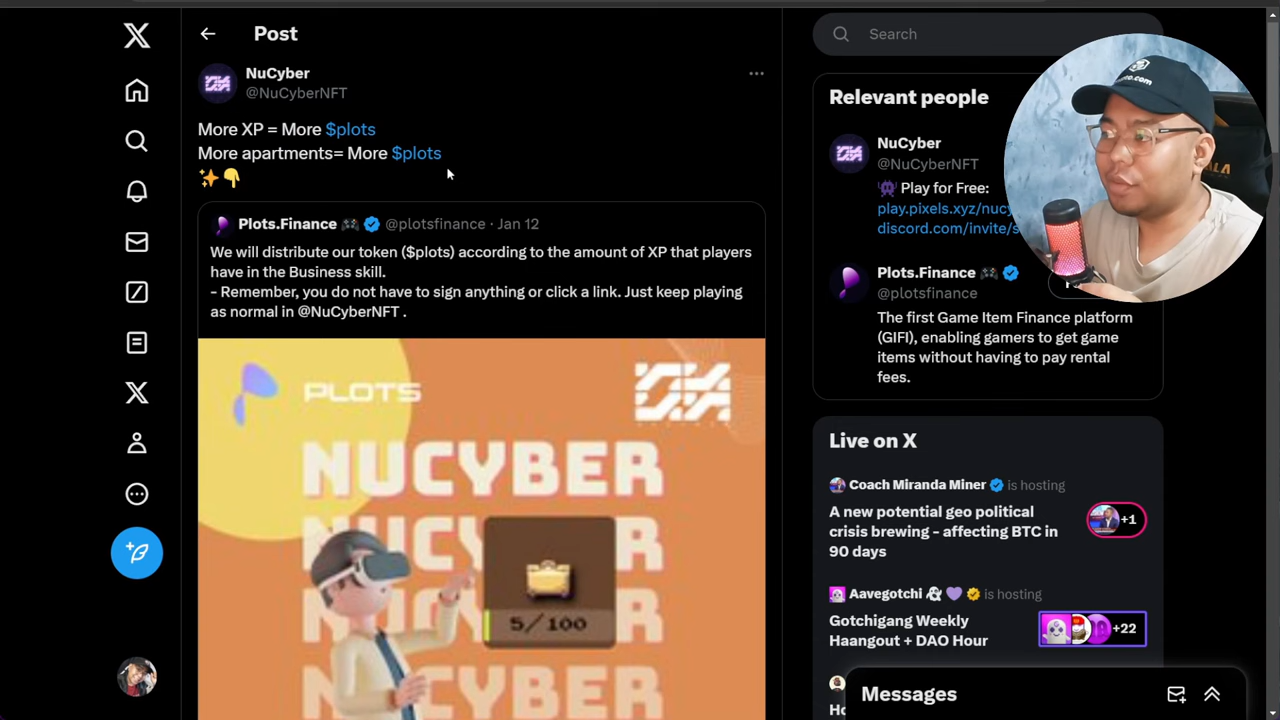 Post
NuCyber
@NuCyberNFT
More XP = More $plots
More apartments= More $plots
✨👇
Plots.Finance 🎮 @plotsfinance · Jan 12
We will distribute our token ($plots) according to the amount of XP that players
have in the Business skill.
- Remember, you do not have to sign anything or click a link. Just keep playing
as normal in @NuCyberNFT .
PLOTS
NUCYBER
5/100
NUCYBER
Search
Relevant people
NuCyber
@NuCyberNFT
👾 Play for Free:
play.pixels.xyz/nucy
discord.com/invite/s
Plots.Finance 🎮
@plotsfinance
The first Game Item Finance platform
(GIFI), enabling gamers to get game
items without having to pay rental
fees.
Live on X
Coach Miranda Miner is hosting
A new potential geo political
crisis brewing - affecting BTC in
90 days
+1
Aavegotchi 👻💜 is hosting
Gotchigang Weekly
Haangout + DAO Hour
+22
Messages